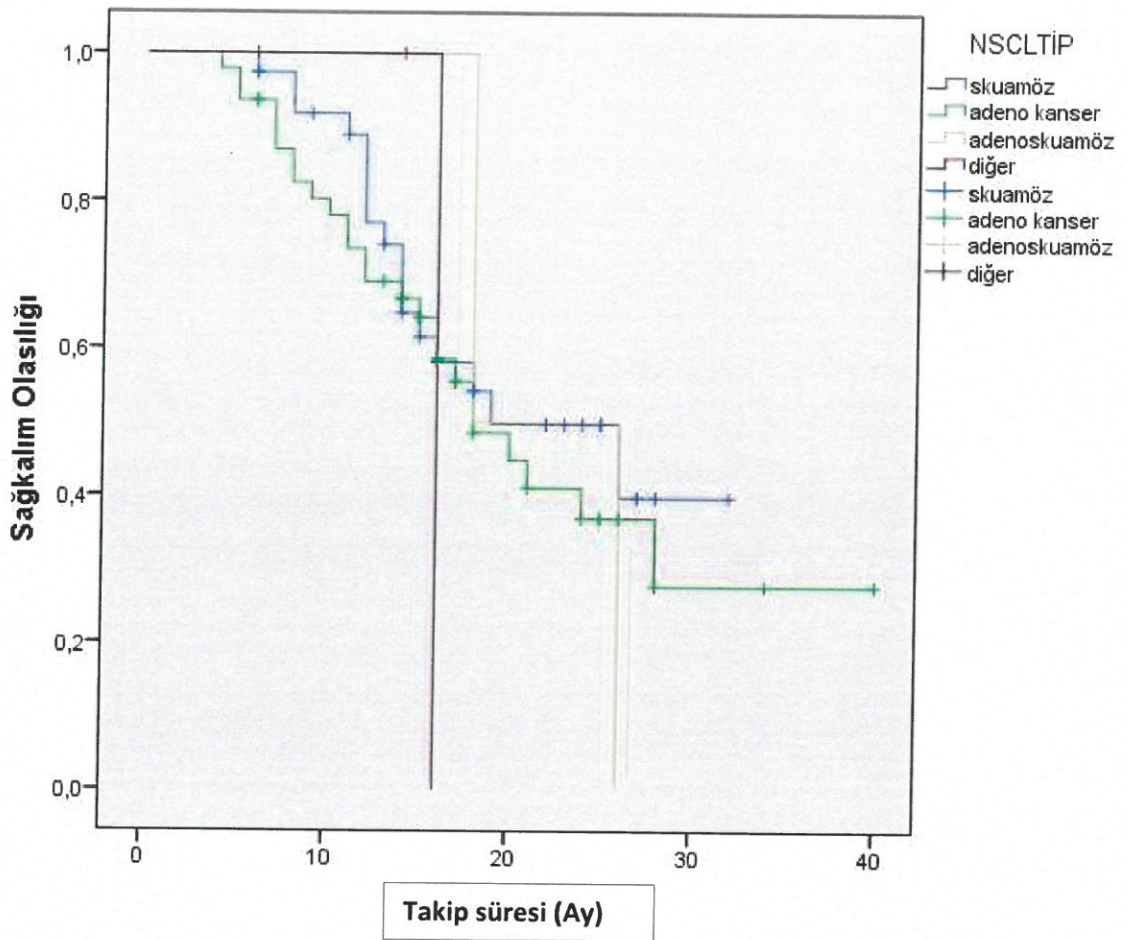 NSCLTİP
skuamöz
adeno kanser
adenoskuamöz
diğer
skuamöz
adeno kanser
adenoskuamöz
diğer
Sağkalım Olasılığı
1,0
0,8
0,6
0,4
0,2
0,0
0 10 20 30 40
Takip süresi (Ay)